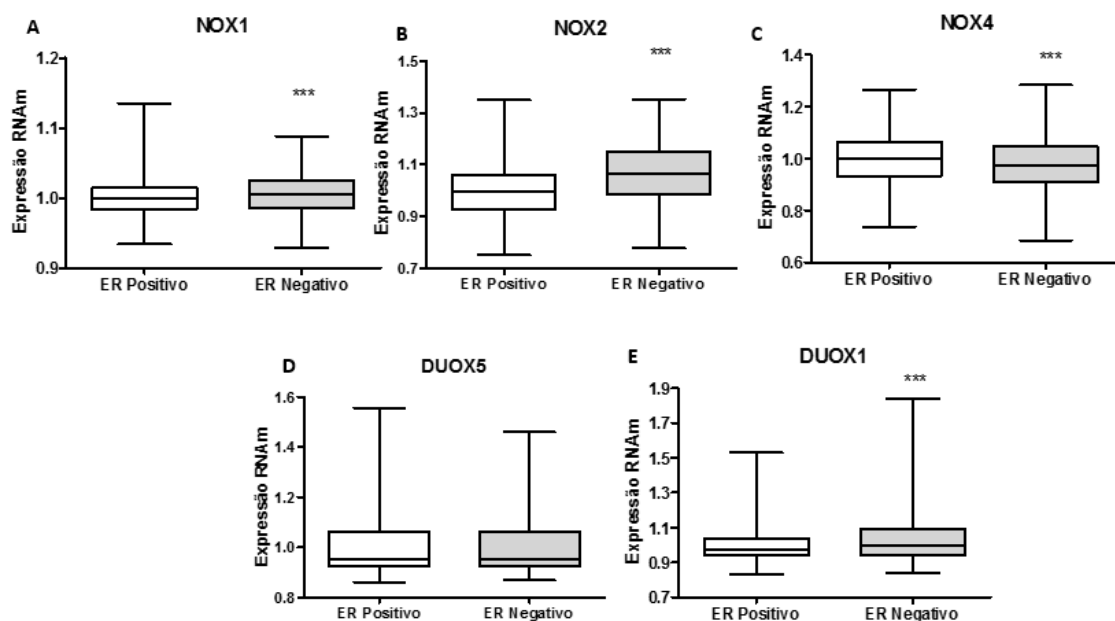 A
NOX1
Expressão RNAm
1.2
1.1
1.0
0.9
***
ER Positivo
ER Negativo
B
NOX2
Expressão RNAm
1.5
1.3
1.1
0.9
0.7
***
ER Positivo
ER Negativo
C
NOX4
Expressão RNAm
1.4
1.2
1.0
0.8
0.6
***
ER Positivo
ER Negativo
D
DUOX5
Expressão RNAm
1.6
1.4
1.2
1.0
0.8
ER Positivo
ER Negativo
E
DUOX1
Expressão RNAm
1.9
1.7
1.5
1.3
1.1
0.9
0.7
***
ER Positivo
ER Negativo